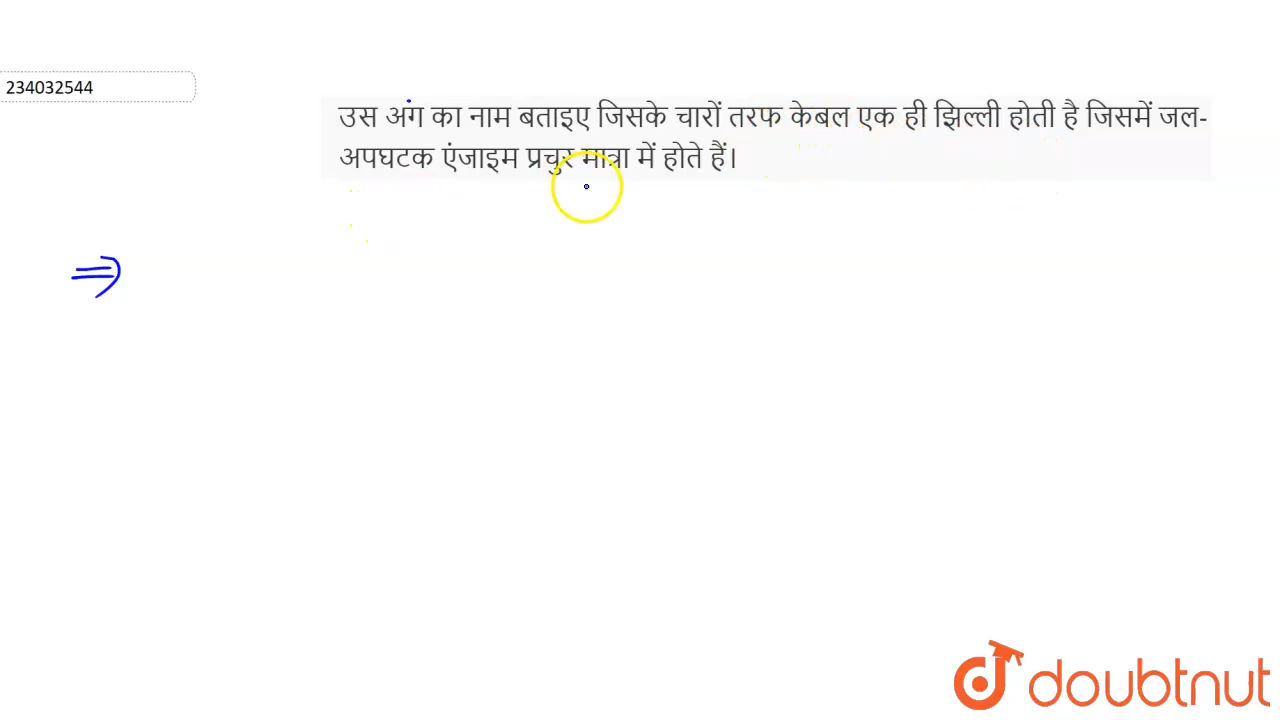 234032544
उस अंग का नाम बताइए जिसके चारों तरफ केबल एक ही झिल्ली होती है जिसमें जल-
अपघटक एंजाइम प्रचुर मात्रा में होते हैं।
doubtnut